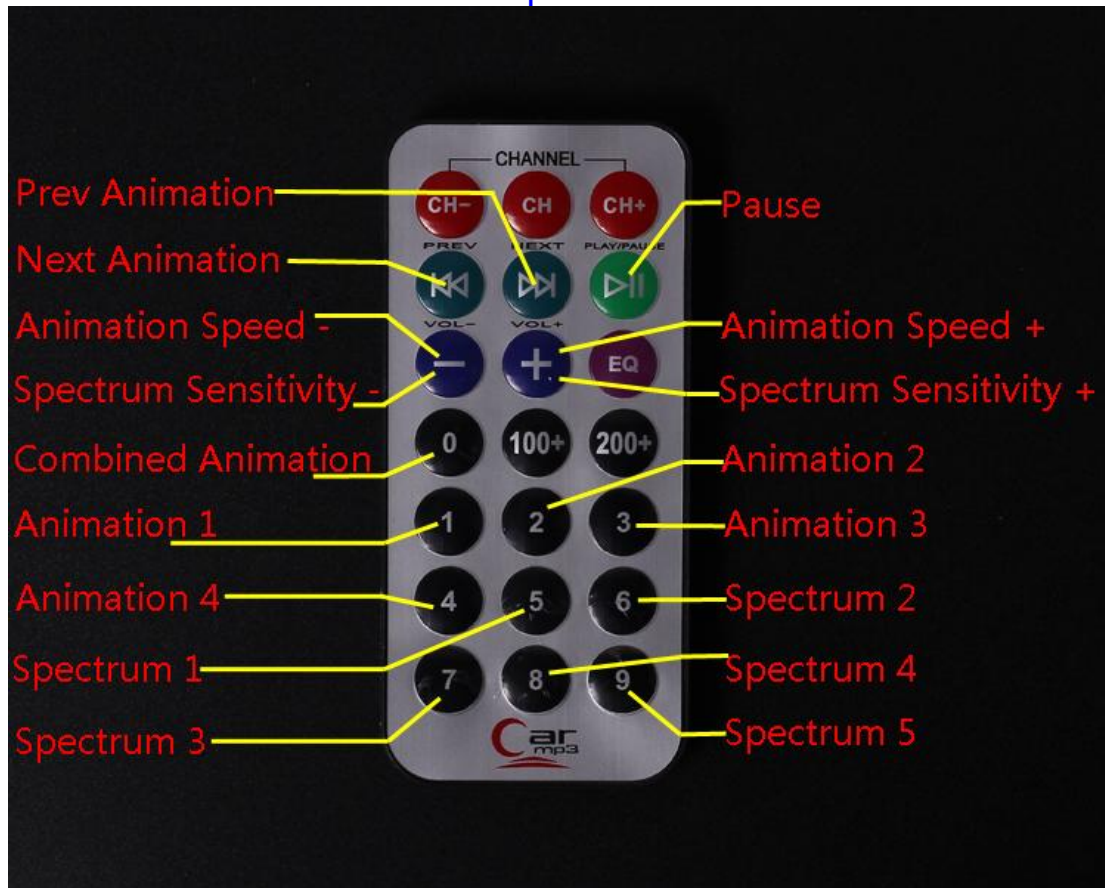 CHANNEL
CH- CH CH+
Prev Animation
Pause
PREV NEXT PLAY/PAUSE
Next Animation
VOL- VOL+
Animation Speed -
Animation Speed +
EQ
Spectrum Sensitivity -
Spectrum Sensitivity +
0 100+ 200+
Combined Animation
Animation 2
1 2 3
Animation 1
Animation 3
4 5 6
Animation 4
Spectrum 2
Spectrum 1
Spectrum 4
7 8 9
Spectrum 3
Spectrum 5
Car
mp3